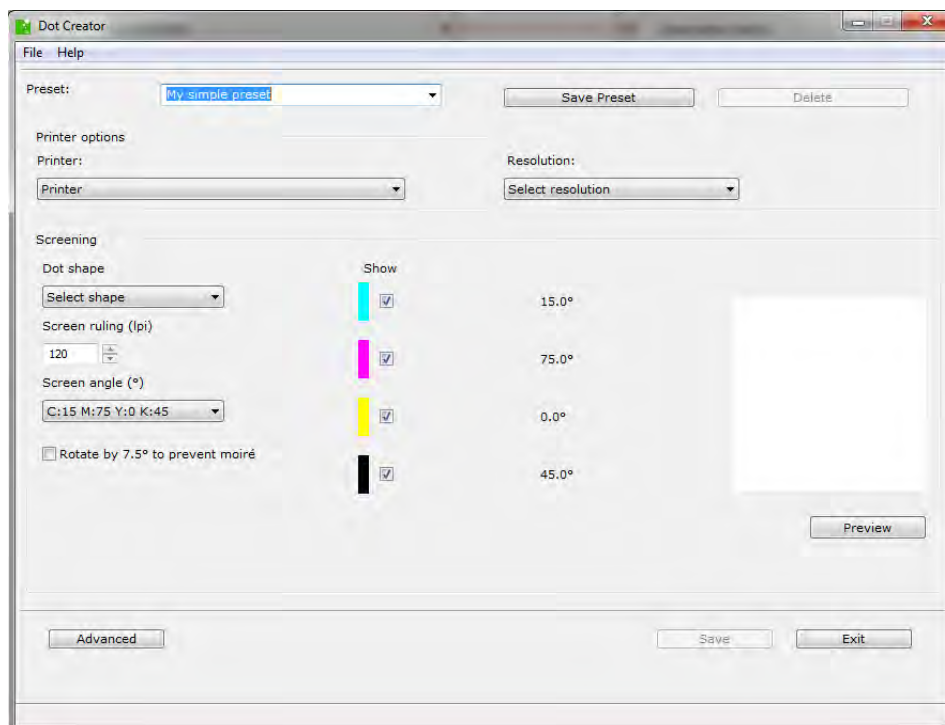 Dot Creator
File Help
Preset: My simple preset Save Preset Delete
Printer options
Printer: Resolution:
Printer Select resolution
Screening
Dot shape Show
Select shape 15.0°
Screen ruling (lpi)
120 75.0°
Screen angle (°)
C:15 M:75 Y:0 K:45 0.0°
Rotate by 7.5° to prevent moiré
45.0°
Preview
Advanced Save Exit